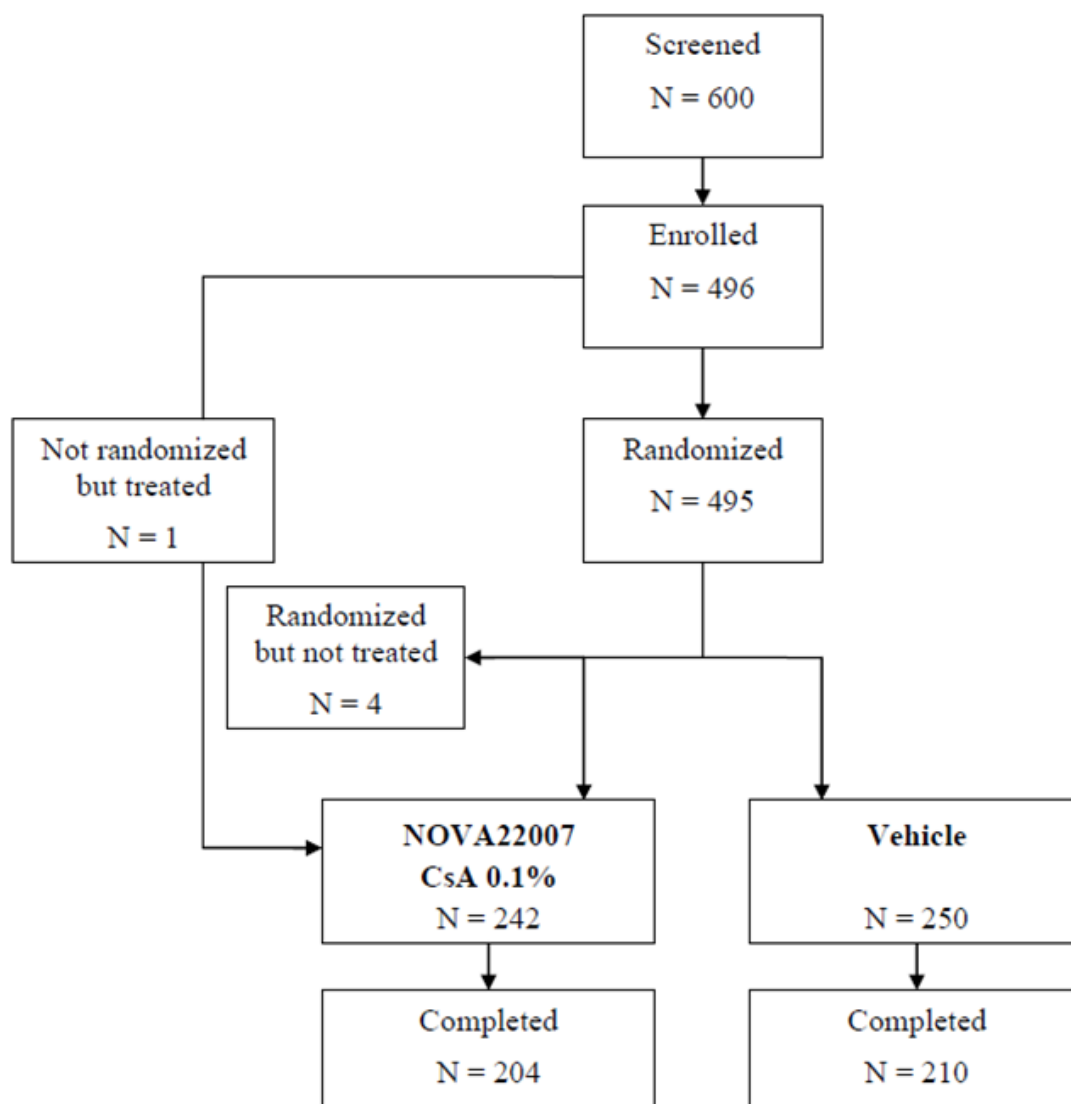 Screened
N = 600
Enrolled
N = 496
Not randomized
but treated
N = 1
Randomized
N = 495
Randomized
but not treated
N = 4
NOVA22007
CsA 0.1%
N = 242
Vehicle
N = 250
Completed
N = 204
Completed
N = 210